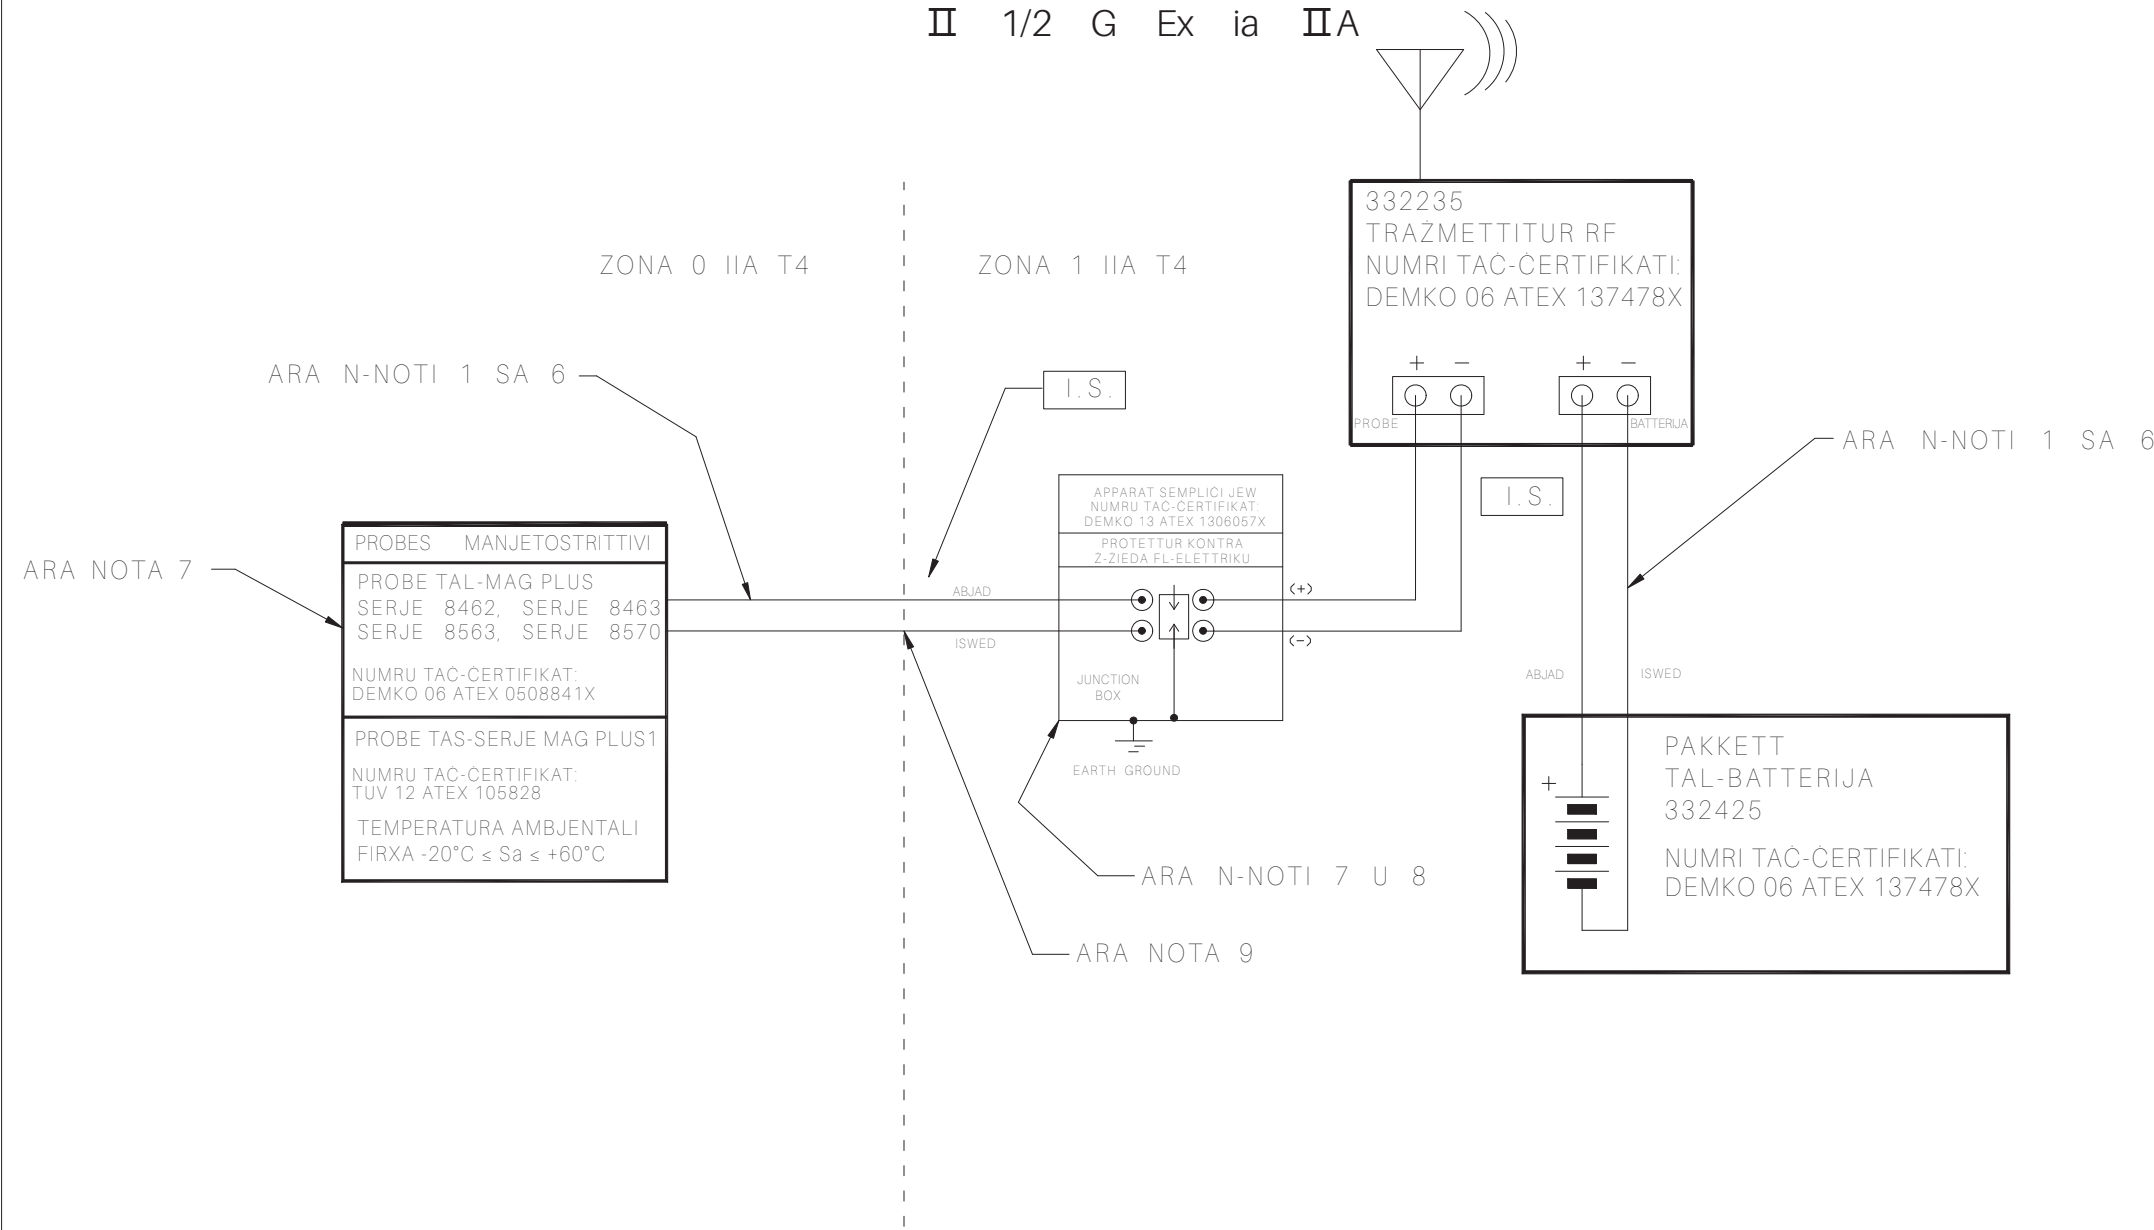 II 1/2 G Ex ia IIA
332235
TRAŻMETTITUR RF
NUMRI TAĊ-ĊERTIFIKATI:
DEMKO 06 ATEX 137478X
+ −
+ −
PROBE
BATTERIJA
ZONA 0 IIA T4
ZONA 1 IIA T4
ARA N-NOTI 1 SA 6
I.S.
ARA N-NOTI 1 SA 6
I.S.
APPARAT SEMPLIĊI JEW
NUMRU TAĊ-ĊERTIFIKAT:
DEMKO 13 ATEX 1306057X
PROTETTUR KONTRA
Ż-ŻIEDA FL-ELETTRIKU
ARA NOTA 7
PROBES MANJETOSTRITTIVI
PROBE TAL-MAG PLUS
SERJE 8462, SERJE 8463
SERJE 8563, SERJE 8570
NUMRU TAĊ-ĊERTIFIKAT:
DEMKO 06 ATEX 0508841X
PROBE TAS-SERJE MAG PLUS1
NUMRU TAĊ-ĊERTIFIKAT:
TUV 12 ATEX 105828
TEMPERATURA AMBJENTALI
FIRXA -20°C ≤ Sa ≤ +60°C
ABJAD
ISWED
(+)
(−)
JUNCTION
BOX
EARTH GROUND
ABJAD
ISWED
+
PAKKETT
TAL-BATTERIJA
332425
NUMRI TAĊ-ĊERTIFIKATI:
DEMKO 06 ATEX 137478X
ARA N-NOTI 7 U 8
ARA NOTA 9